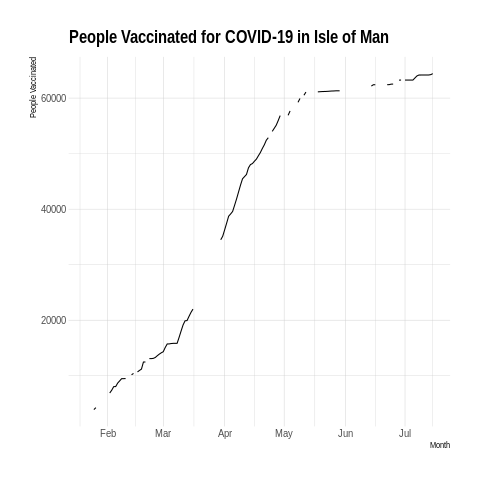 People Vaccinated for COVID-19 in Isle of Man
People Vaccinated
60000
40000
20000
Feb Mar Apr May Jun Jul
Month